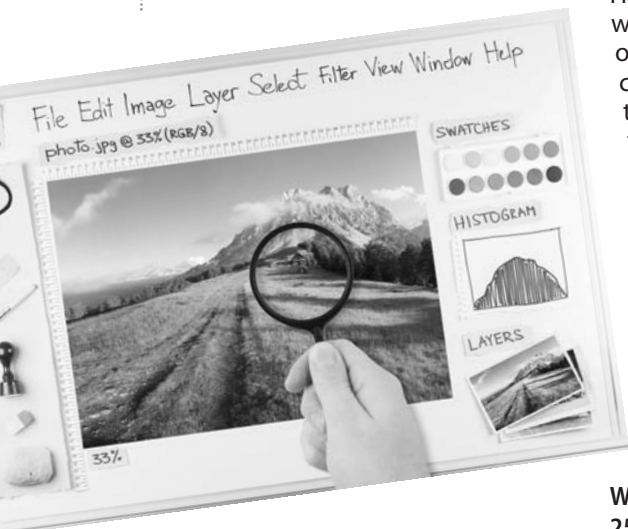 File Edit Image Layer Select Filter View Window Help
photo.jpg @ 33% (RGB/8)
SWATCHES
HISTOGRAM
LAYERS
33%